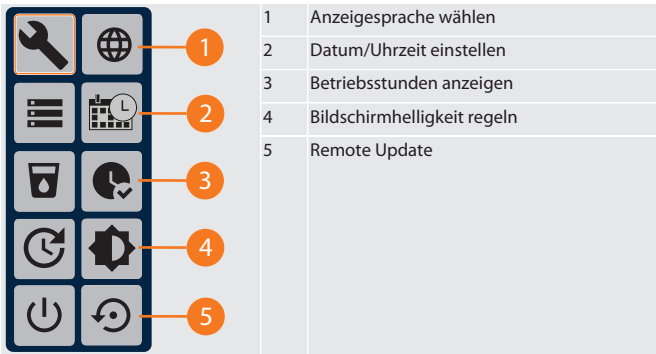 1 Anzeigesprache wählen
2 Datum/Uhrzeit einstellen
3 Betriebsstunden anzeigen
4 Bildschirmhelligkeit regeln
5 Remote Update
1
2
3
4
5